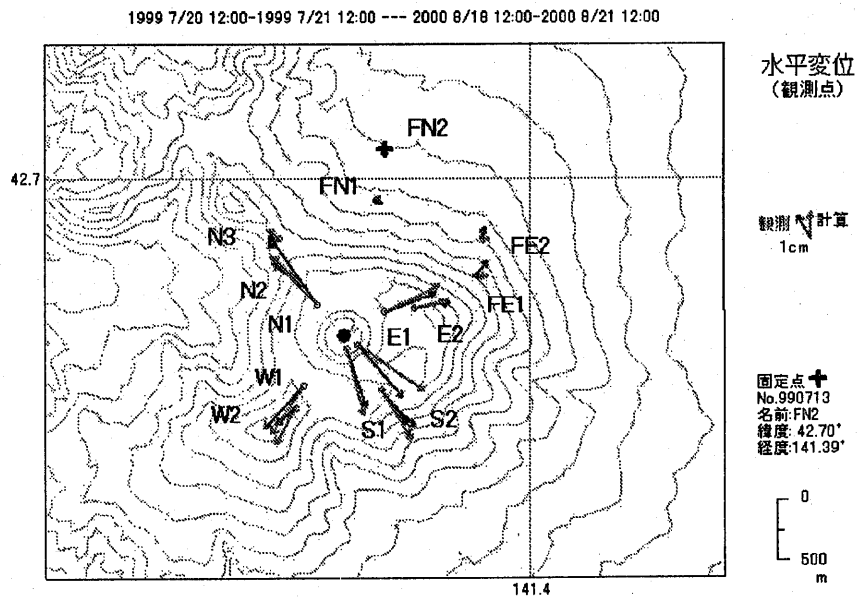 1999 7/20 12:00-1999 7/21 12:00 --- 2000 8/18 12:00-2000 8/21 12:00
水平変位
(観測点)
FN2
42.7
FN1
N3
FE2
観測 計算
1cm
N2
FE1
N1
E1
E2
W1
固定点
No.990713
名前:FN2
緯度: 42.70°
経度:141.39°
W2
S1
S2
0
500
m
141.4